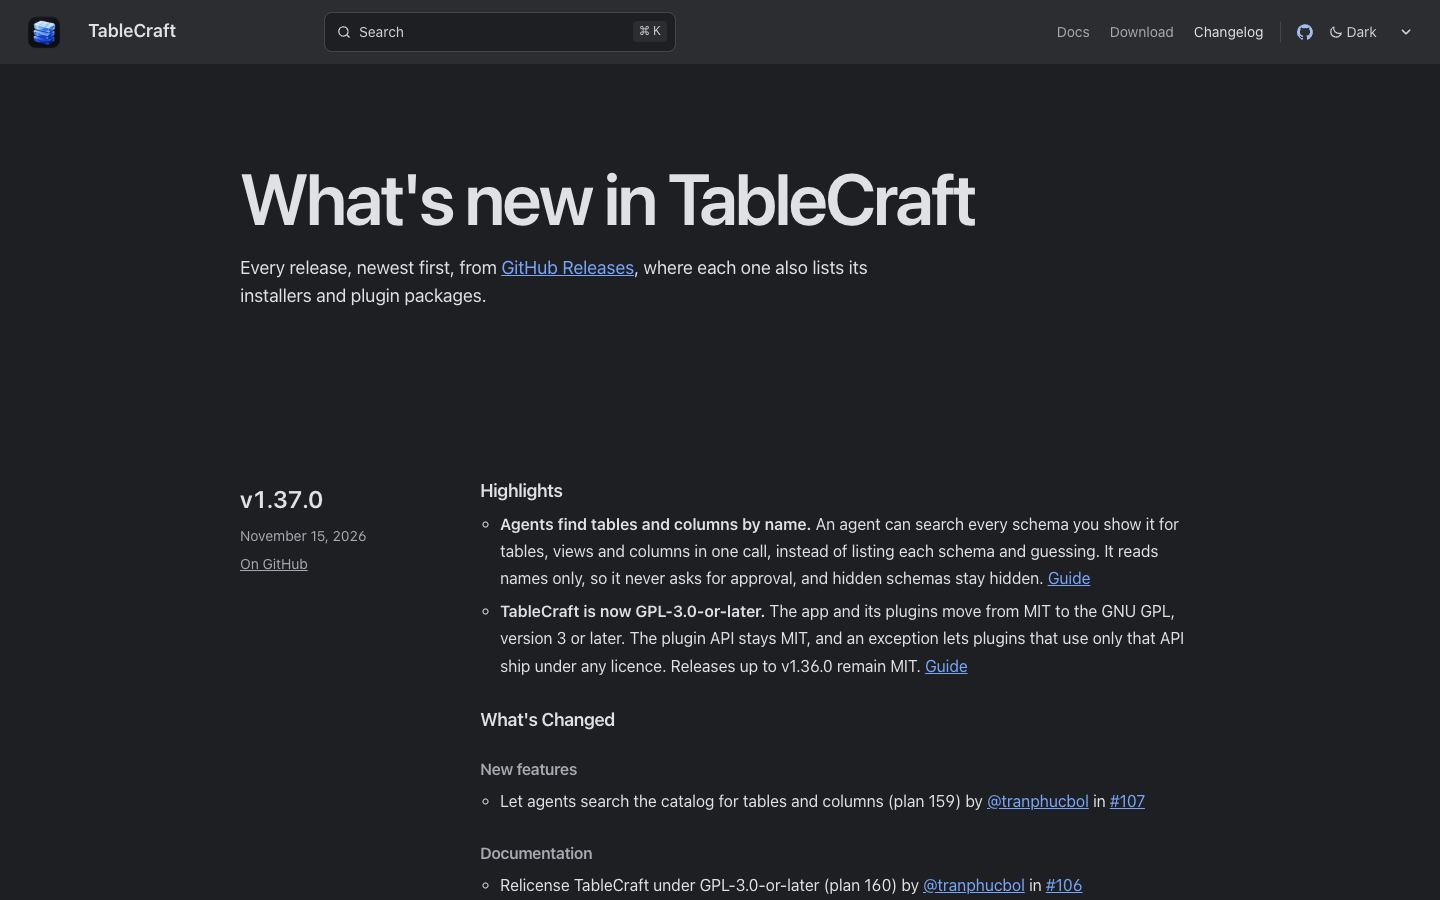 TableCraft
Search
⌘ K
Docs
Download
Changelog
Dark
What's new in TableCraft
Every release, newest first, from GitHub Releases, where each one also lists its
installers and plugin packages.
v1.37.0
November 15, 2026
On GitHub
Highlights
Agents find tables and columns by name. An agent can search every schema you show it for
tables, views and columns in one call, instead of listing each schema and guessing. It reads
names only, so it never asks for approval, and hidden schemas stay hidden. Guide
TableCraft is now GPL-3.0-or-later. The app and its plugins move from MIT to the GNU GPL,
version 3 or later. The plugin API stays MIT, and an exception lets plugins that use only that API
ship under any licence. Releases up to v1.36.0 remain MIT. Guide
What's Changed
New features
Let agents search the catalog for tables and columns (plan 159) by @tranphucbol in #107
Documentation
Relicense TableCraft under GPL-3.0-or-later (plan 160) by @tranphucbol in #106